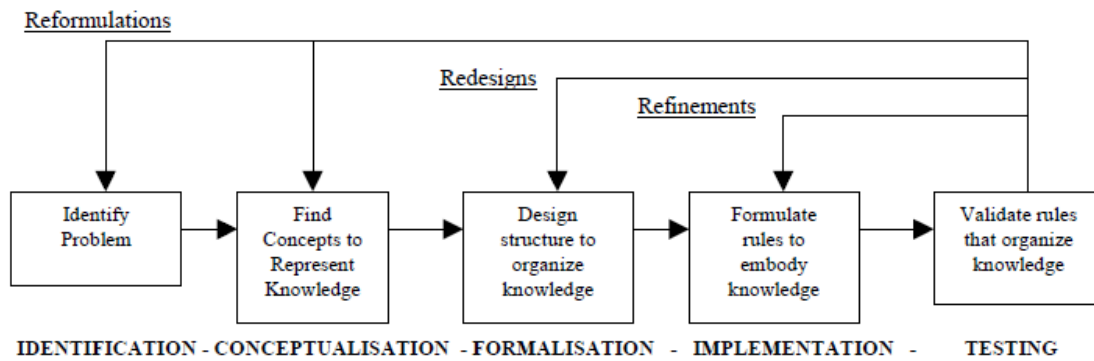 Reformulations
Redesigns
Refinements
Identify
Problem
Find
Concepts to
Represent
Knowledge
Design
structure to
organize
knowledge
Formulate
rules to
embody
knowledge
Validate rules
that organize
knowledge
IDENTIFICATION - CONCEPTUALISATION - FORMALISATION - IMPLEMENTATION - TESTING